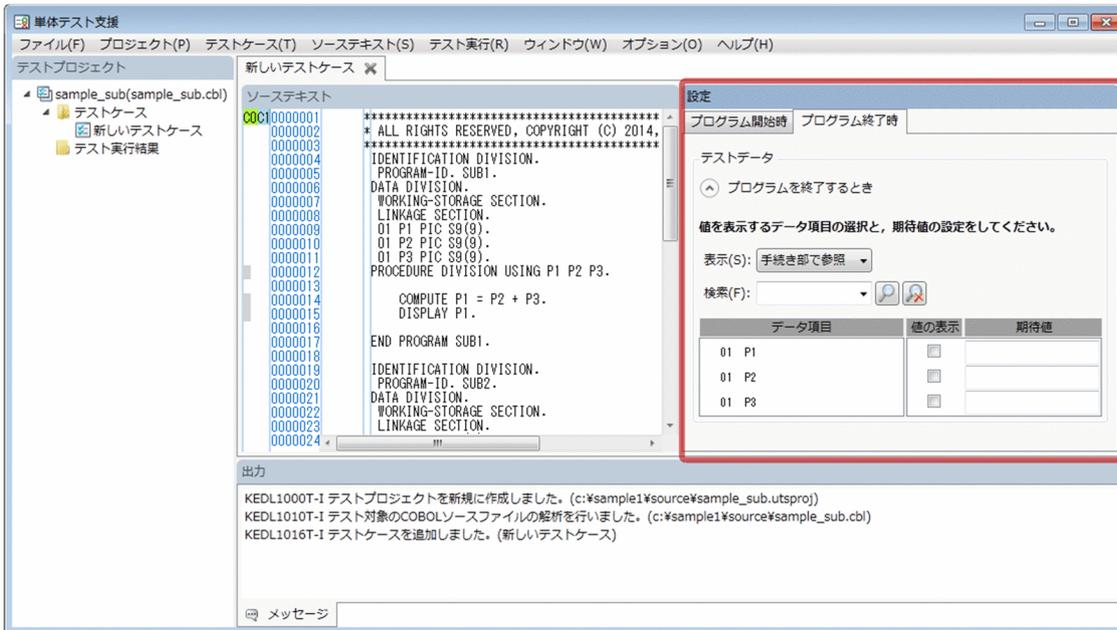 単体テスト支援
ファイル(F) プロジェクト(P) テストケース(T) ソーステキスト(S) テスト実行(R) ウィンドウ(W) オプション(O) ヘルプ(H)
テストプロジェクト
sample_sub(sample_sub.cbl)
テストケース
新しいテストケース
テスト実行結果
新しいテストケース
ソーステキスト
C0C1
0000001 ****************************************
0000002 * ALL RIGHTS RESERVED, COPYRIGHT (C) 2014,
0000003 ****************************************
0000004 IDENTIFICATION DIVISION.
0000005 PROGRAM-ID. SUB1.
0000006 DATA DIVISION.
0000007 WORKING-STORAGE SECTION.
0000008 LINKAGE SECTION.
0000009 01 P1 PIC S9(9).
0000010 01 P2 PIC S9(9).
0000011 01 P3 PIC S9(9).
0000012 PROCEDURE DIVISION USING P1 P2 P3.
0000013
0000014 COMPUTE P1 = P2 + P3.
0000015 DISPLAY P1.
0000016
0000017 END PROGRAM SUB1.
0000018
0000019 IDENTIFICATION DIVISION.
0000020 PROGRAM-ID. SUB2.
0000021 DATA DIVISION.
0000022 WORKING-STORAGE SECTION.
0000023 LINKAGE SECTION.
0000024
設定
プログラム開始時 プログラム終了時
テストデータ
プログラムを終了するとき
値を表示するデータ項目の選択と，期待値の設定をしてください。
表示(S): 手続き部で参照
検索(F):
データ項目 値の表示 期待値
01 P1
01 P2
01 P3
出力
KEDL1000T-I テストプロジェクトを新規に作成しました。(c:¥sample1¥source¥sample_sub.utsproj)
KEDL1010T-I テスト対象のCOBOLソースファイルの解析を行いました。(c:¥sample1¥source¥sample_sub.cbl)
KEDL1016T-I テストケースを追加しました。(新しいテストケース)
メッセージ